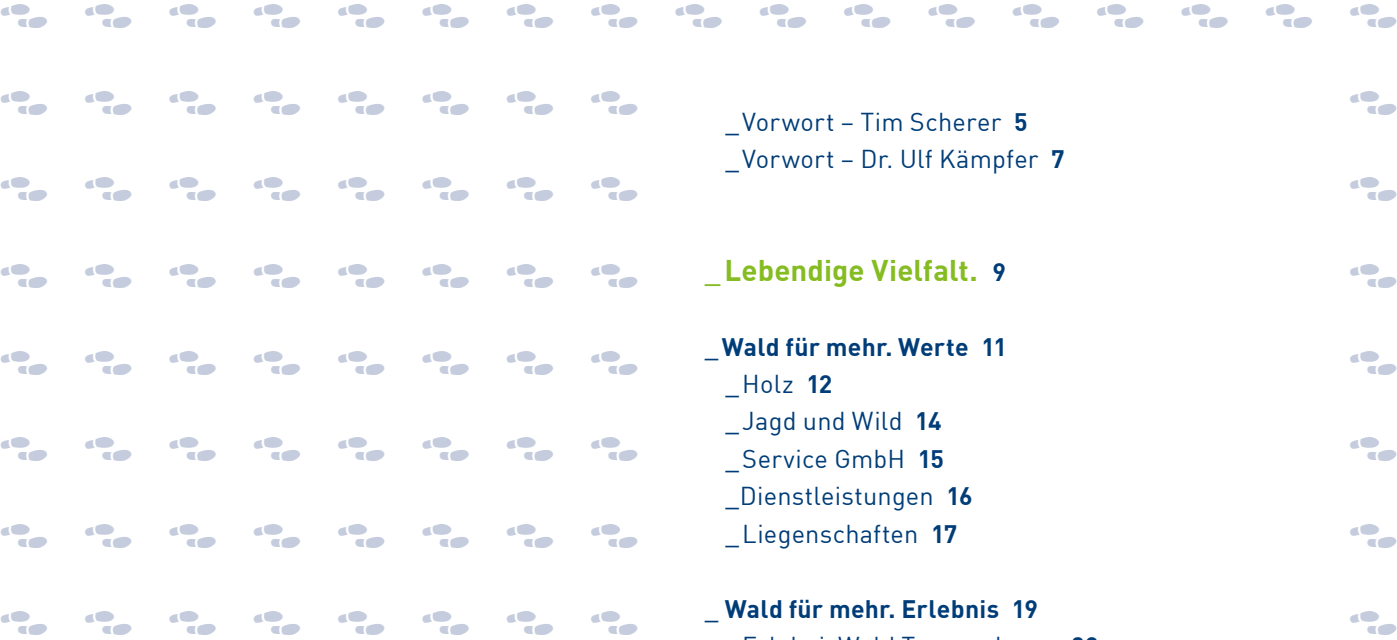 _Vorwort – Tim Scherer 5
_Vorwort – Dr. Ulf Kämpfer 7
_Lebendige Vielfalt. 9
_Wald für mehr. Werte 11
_Holz 12
_Jagd und Wild 14
_Service GmbH 15
_Dienstleistungen 16
_Liegenschaften 17
_Wald für mehr. Erlebnis 19